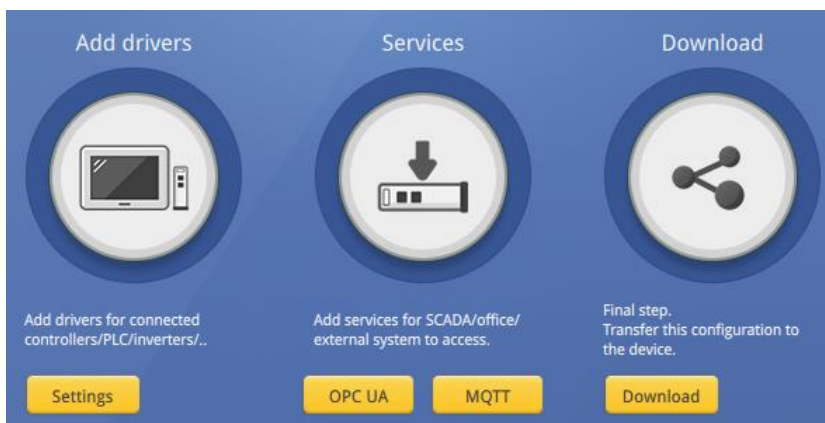 Add drivers
Services
Download
Add drivers for connected
controllers/PLC/inverters/..
Add services for SCADA/office/
external system to access.
Final step.
Transfer this configuration to
the device.
Settings
OPC UA
MQTT
Download